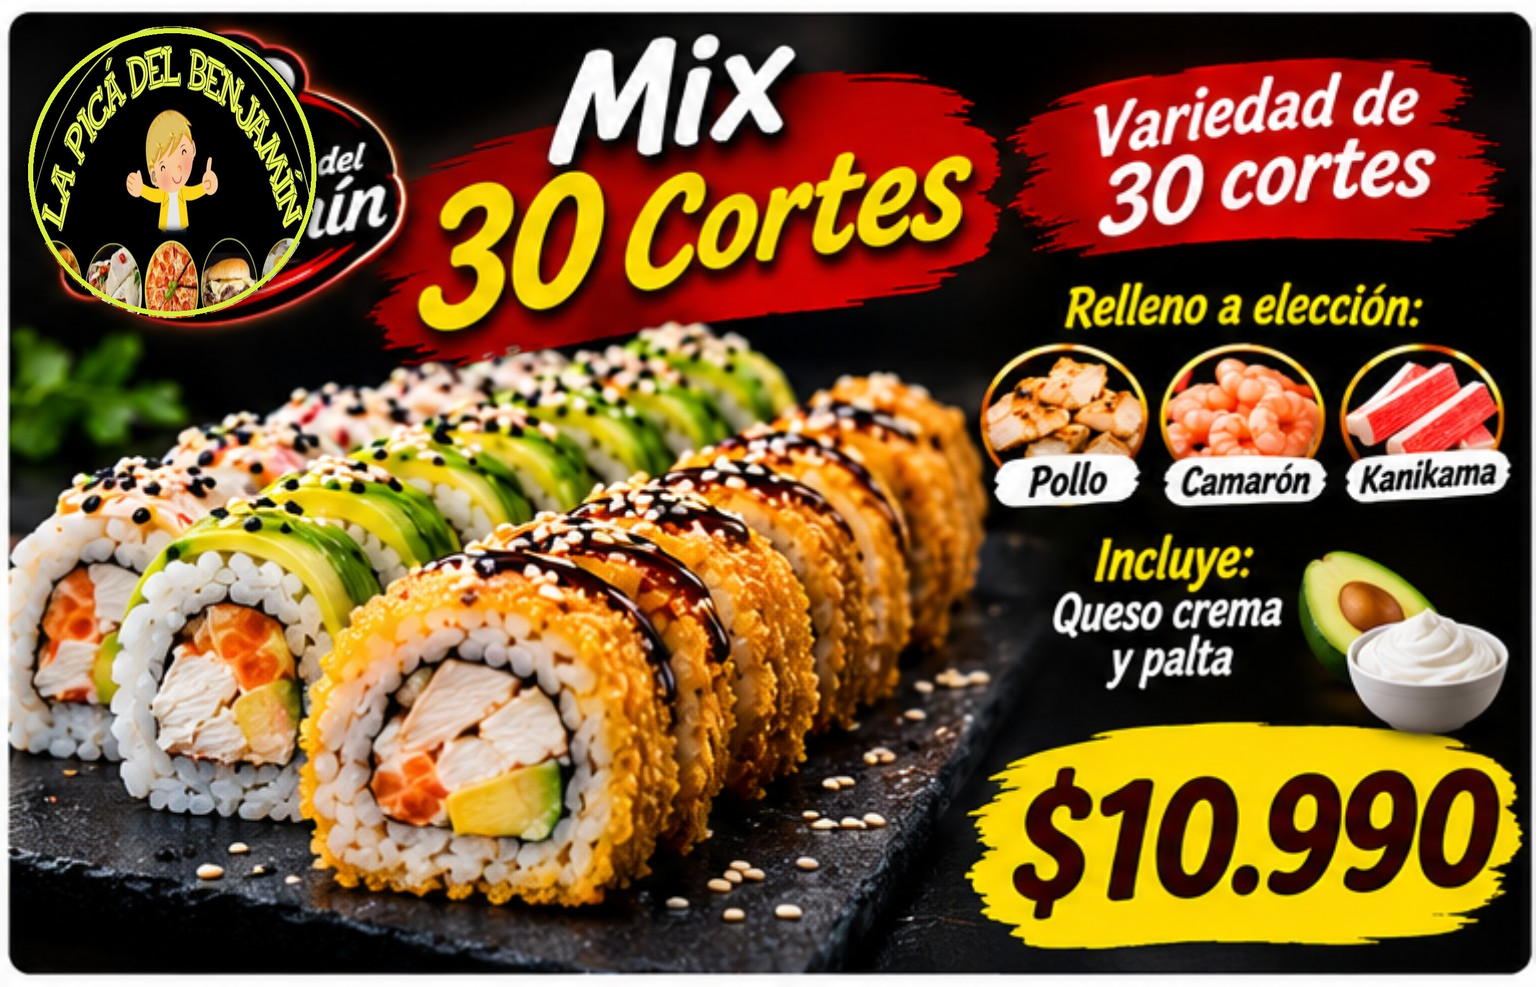 LA PICÁ DEL BENJAMÍN
del
ín
Mix
30 Cortes
Variedad de
30 cortes
Relleno a elección:
Pollo
Camarón
Kanikama
Incluye:
Queso crema
y palta
$10.990